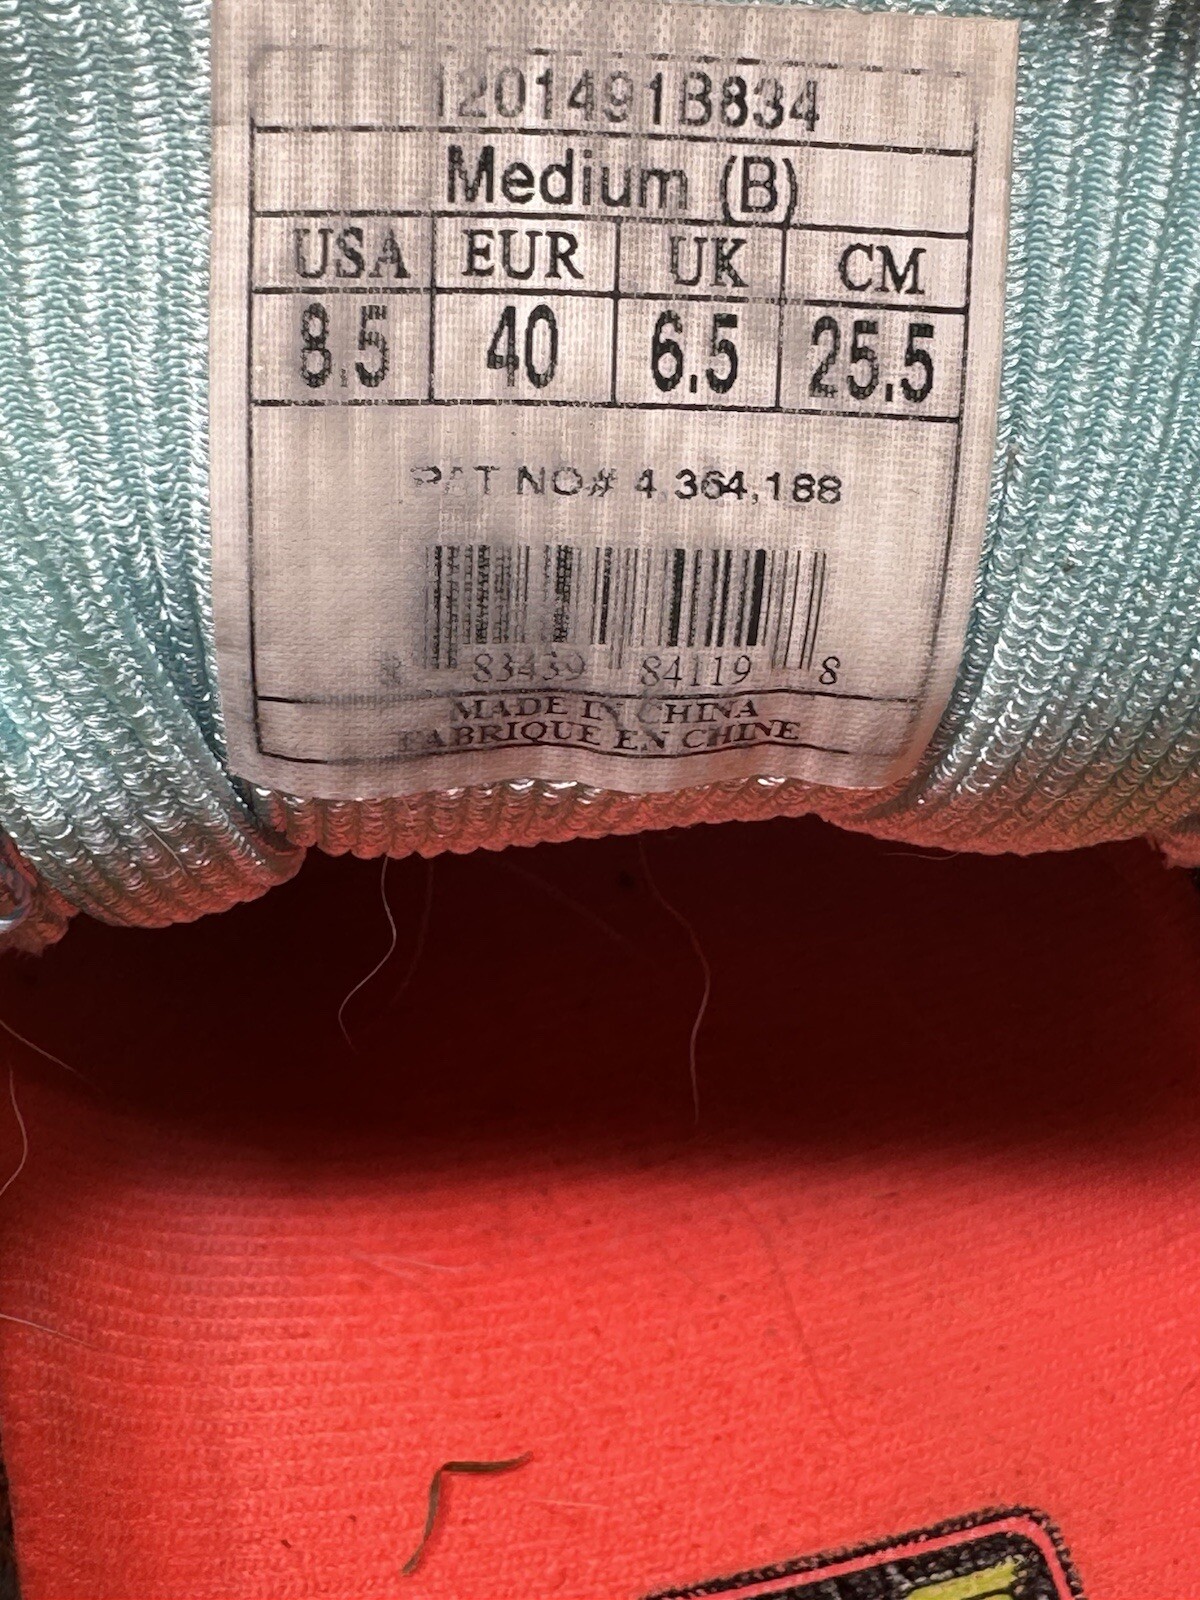 1201491B834
Medium (B)
USA EUR UK CM
8.5 40 6.5 25.5
PAT NO# 4,364,188
8 83439 84119 8
MADE IN CHINA
FABRIQUE EN CHINE